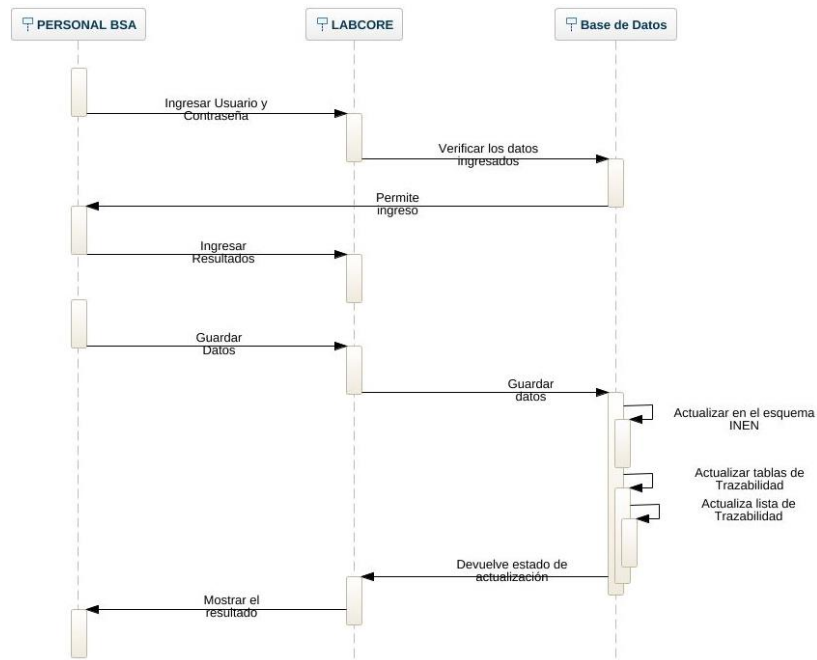 PERSONAL BSA
LABCORE
Base de Datos
Ingresar Usuario y
Contraseña
Verificar los datos
ingresados
Permite
ingreso
Ingresar
Resultados
Guardar
Datos
Guardar
datos
Actualizar en el esquema
INEN
Actualizar tablas de
Trazabilidad
Actualiza lista de
Trazabilidad
Devuelve estado de
actualización
Mostrar el
resultado